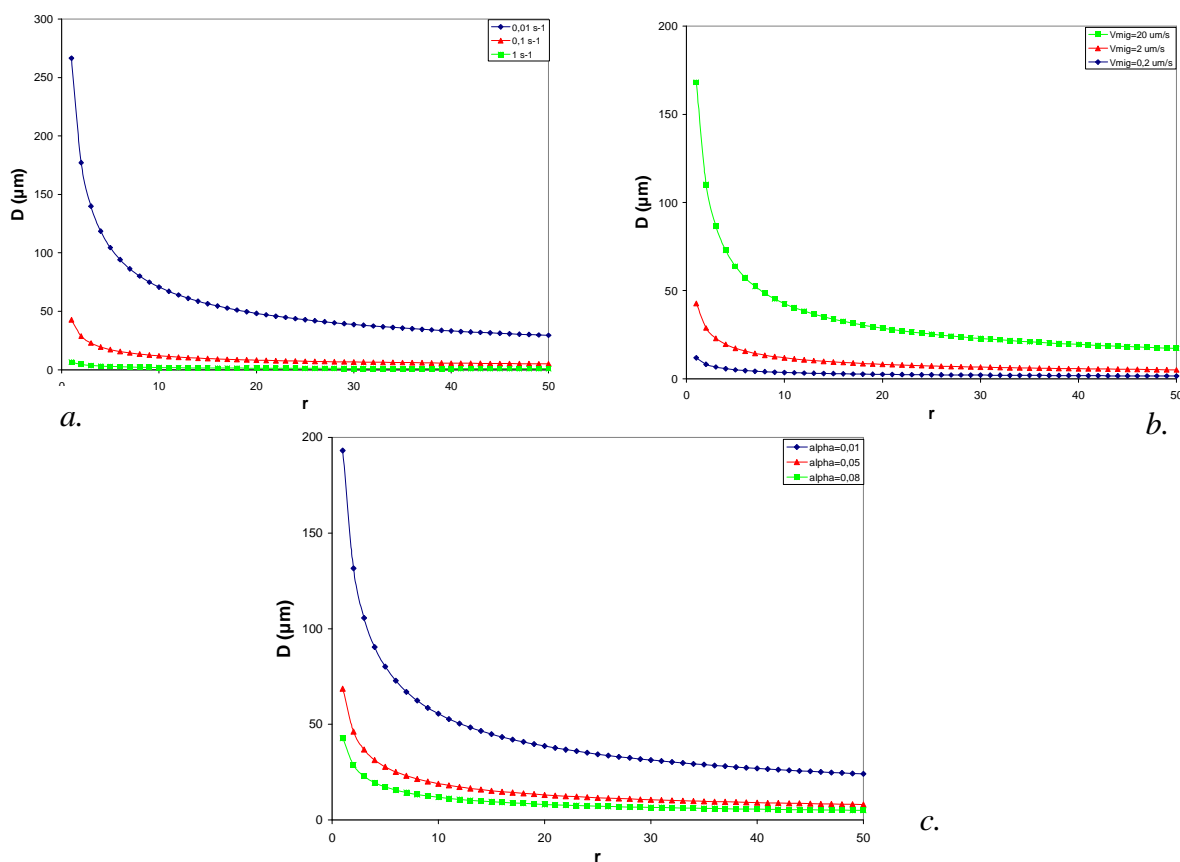 a.
300
250
200
150
100
50
0
D (µm)
0 10 20 30 40 50
r
0,01 s-1
0,1 s-1
1 s-1
b.
200
150
100
50
0
D (µm)
0 10 20 30 40 50
r
Vmig=20 um/s
Vmig=2 um/s
Vmig=0,2 um/s
c.
200
150
100
50
0
D (µm)
0 10 20 30 40 50
r
alpha=0,01
alpha=0,05
alpha=0,08